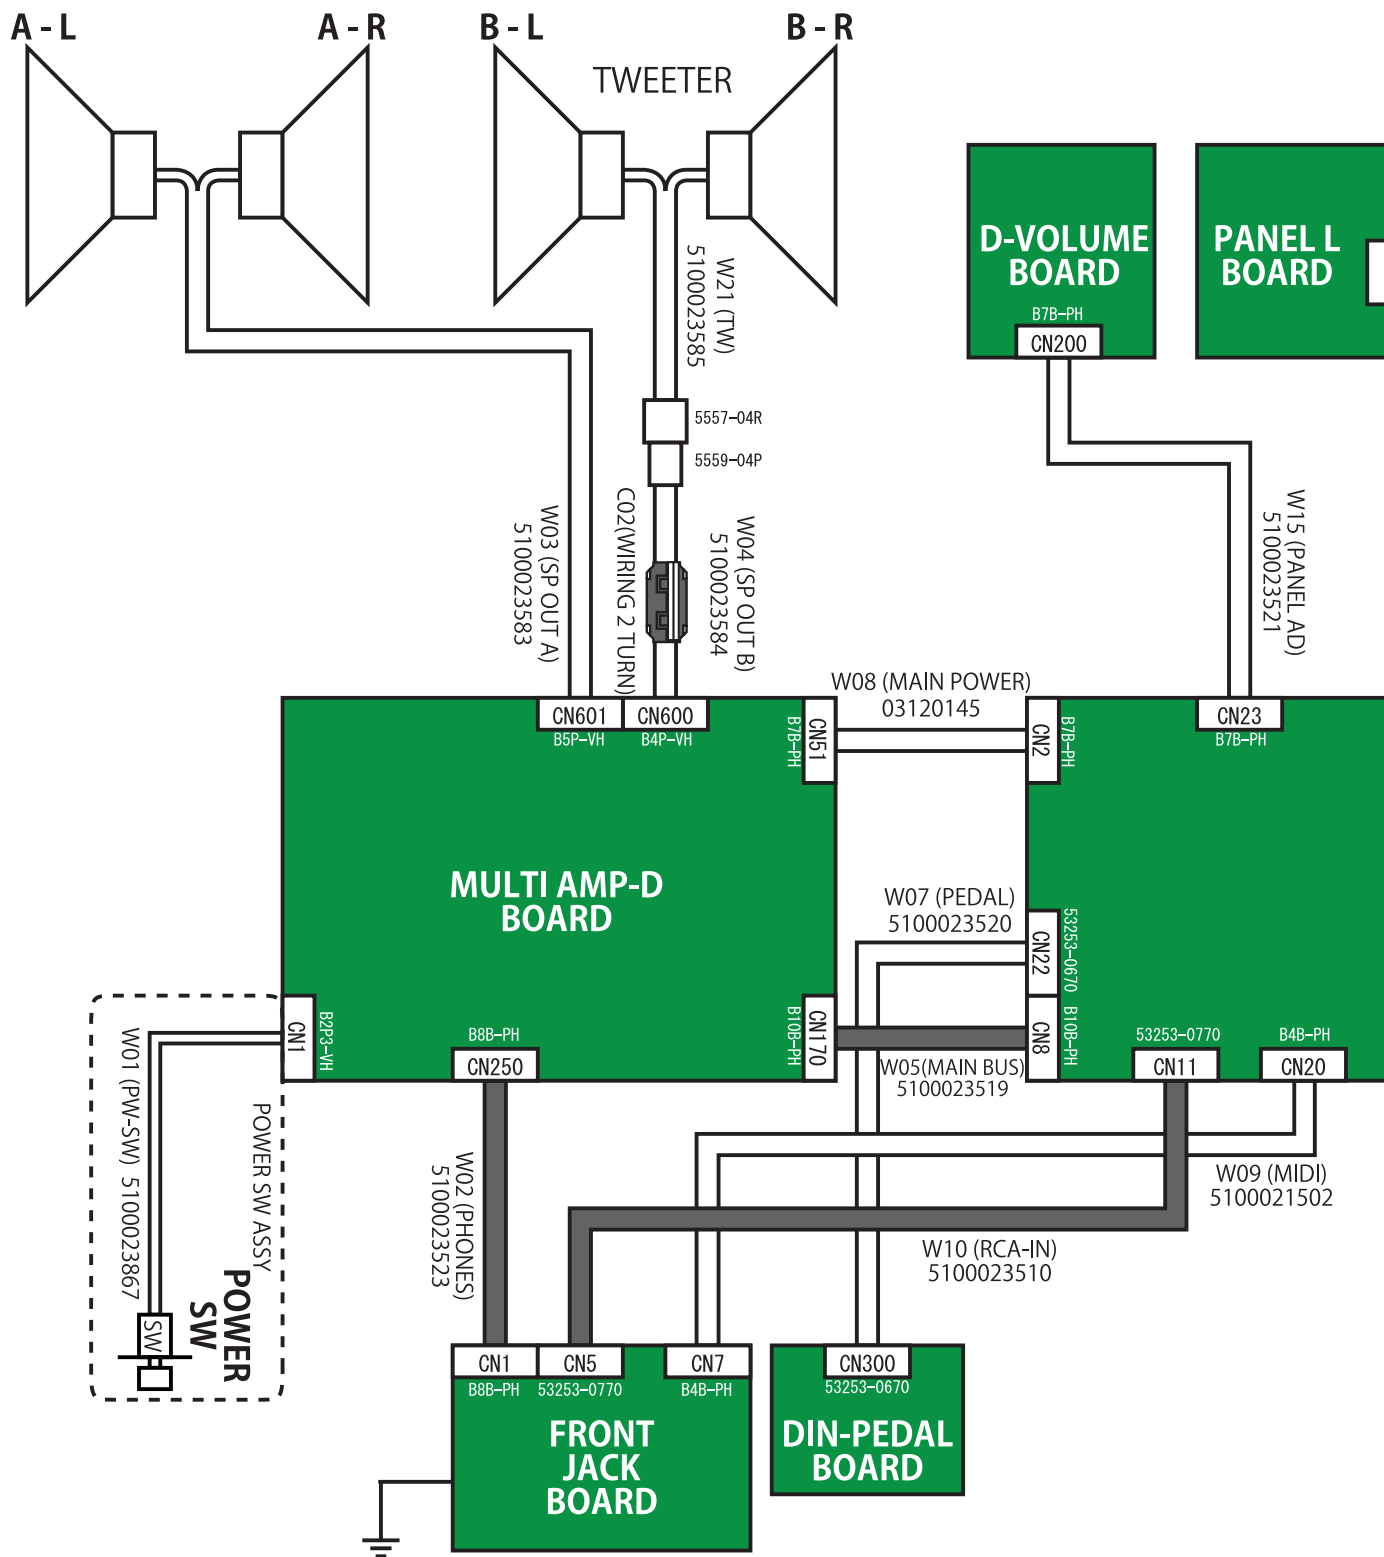 A - L
A - R
B - L
B - R
TWEETER
W21 (TW)
5100023585
5557-04R
5559-04P
D-VOLUME
BOARD
B7B-PH
CN200
PANEL L
BOARD
W03 (SP OUT A)
5100023583
C02(WIRING 2 TURN)
W04 (SP OUT B)
5100023584
W15 (PANEL AD)
5100023521
CN601
B5P-VH
CN600
B4P-VH
CN51
B7B-PH
W08 (MAIN POWER)
03120145
CN2
B7B-PH
CN23
B7B-PH
MULTI AMP-D
BOARD
W07 (PEDAL)
5100023520
CN22
53253-0670
CN1
B2P3-VH
B8B-PH
CN250
CN170
B10B-PH
W05(MAIN BUS)
5100023519
CN8
B10B-PH
53253-0770
CN11
B4B-PH
CN20
W01 (PW-SW) 5100023867
POWER SW ASSY
POWER
SW
SW
W02 (PHONES)
5100023523
W09 (MIDI)
5100021502
W10 (RCA-IN)
5100023510
CN1
B8B-PH
CN5
53253-0770
CN7
B4B-PH
FRONT
JACK
BOARD
CN300
53253-0670
DIN-PEDAL
BOARD